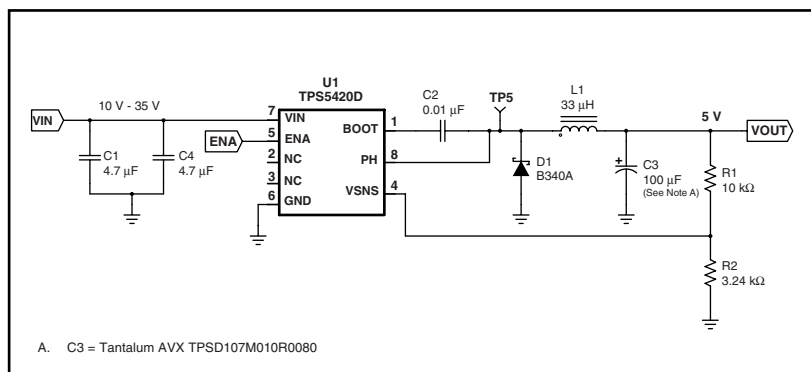 U1
TPS5420D
VIN
10 V - 35 V
C1
4.7 µF
C4
4.7 µF
ENA
7
5
2
3
6
VIN
ENA
NC
NC
GND
BOOT
PH
VSNS
1
8
4
C2
0.01 µF
TP5
D1
B340A
L1
33 µH
5 V
VOUT
+
C3
100 µF
(See Note A)
R1
10 kΩ
R2
3.24 kΩ
A. C3 = Tantalum AVX TPSD107M010R0080